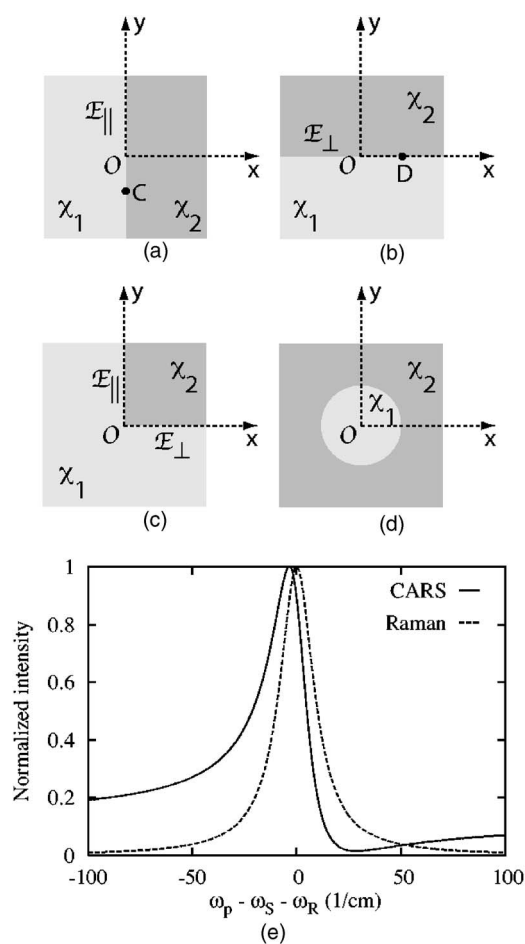 y
ℰ∥
O
x
C
χ1
χ2
(a)
y
χ2
ℰ⊥
O
D
x
χ1
(b)
y
ℰ∥
χ2
O
x
ℰ⊥
χ1
(c)
y
χ2
χ1
O
x
(d)
1
CARS
Raman
0.8
0.6
0.4
0.2
0
Normalized intensity
-100 -50 0 50 100
ωp - ωS - ωR (1/cm)
(e)